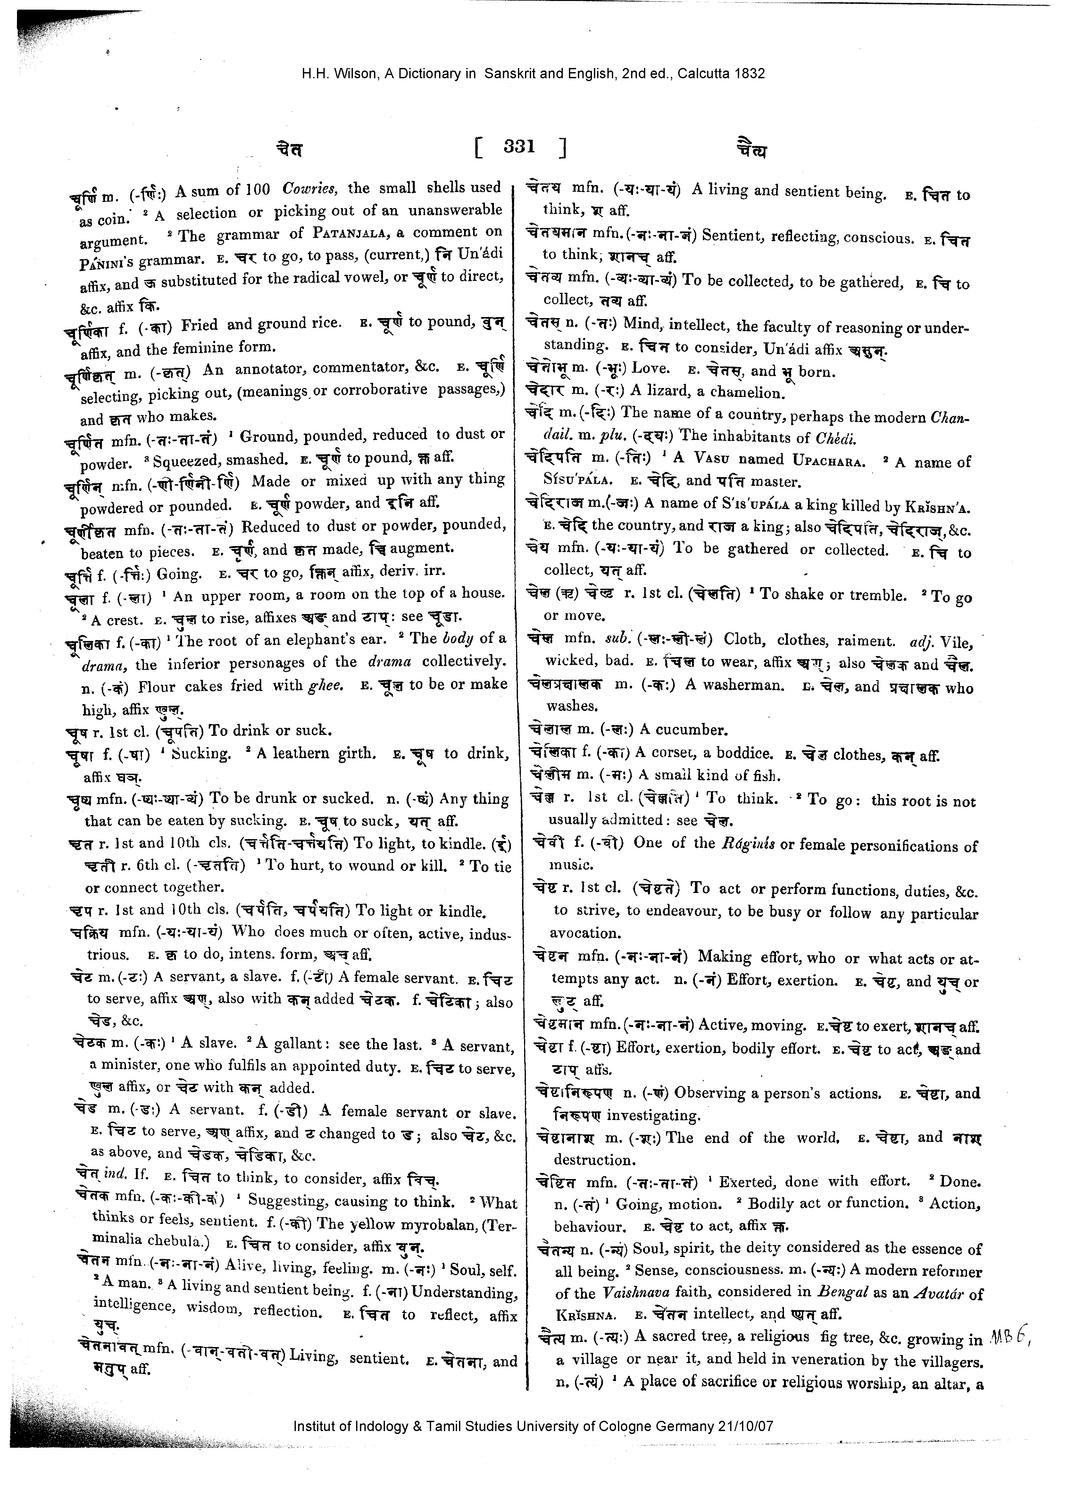 H.H. Wilson, A Dictionary in Sanskrit and English, 2nd ed., Calcutta 1832
चेत [ 331 ] चैत्य
चूर्णि m. (-र्णिः) A sum of 100 Cowries, the small shells used
as coin. ² A selection or picking out of an unanswerable
argument. ³ The grammar of PATANJALA, a comment on
PÁNINI's grammar. E. चर to go, to pass, (current,) नि Un'ádi
affix, and ऊ substituted for the radical vowel, or चूर्ण to direct,
&c. affix कि.
चूर्णिका f. (-का) Fried and ground rice. E. चूर्ण to pound, वुन्
affix, and the feminine form.
चूर्णिकृत् m. (-कृत्) An annotator, commentator, &c. E. चूर्णि
selecting, picking out, (meanings or corroborative passages,)
and कृत who makes.
चूर्णित mfn. (-तः-ता-तं) ¹ Ground, pounded, reduced to dust or
powder. ² Squeezed, smashed. E. चूर्ण to pound, क्त aff.
चूर्णिन् mfn. (-र्णी-र्णिनी-र्णि) Made or mixed up with any thing
powdered or pounded. E. चूर्ण powder, and इनि aff.
चूर्णीकृत mfn. (-तः-ता-तं) Reduced to dust or powder, pounded,
beaten to pieces. E. चूर्ण, and कृत made, च्वि augment.
चूर्त्ति f. (-र्त्तिः) Going. E. चर to go, क्तिन् affix, deriv. irr.
चूला f. (-ला) ¹ An upper room, a room on the top of a house.
² A crest. E. चुल to rise, affixes अङ् and टाप्: see चूडा.
चूलिका f. (-का) ¹ The root of an elephant's ear. ² The body of a
drama, the inferior personages of the drama collectively.
n. (-कं) Flour cakes fried with ghee. E. चूल to be or make
high, affix ण्वुल्.
चूष r. 1st cl. (चूषति) To drink or suck.
चूषा f. (-षा) ¹ Sucking. ² A leathern girth. E. चूष to drink,
affix घञ्.
चूष्य mfn. (-ष्यः-ष्या-ष्यं) To be drunk or sucked. n. (-ष्यं) Any thing
that can be eaten by sucking. E. चूष to suck, यत् aff.
चृत r. 1st and 10th cls. (चर्त्तति-चर्त्तयति) To light, to kindle. (ई)
चृती r. 6th cl. (-चृतति) ¹ To hurt, to wound or kill. ² To tie
or connect together.
चृप r. 1st and 10th cls. (चर्पति, चर्पयति) To light or kindle.
चेक्रिय mfn. (-यः-या-यं) Who does much or often, active, indus-
trious. E. कृ to do, intens. form, अच् aff.
चेट m. (-टः) A servant, a slave. f. (-टी) A female servant. E. चिट
to serve, affix अण्, also with कन् added चेटक. f. चेटिका; also
चेड, &c.
चेटक m. (-कः) ¹ A slave. ² A gallant: see the last. ³ A servant,
a minister, one who fulfils an appointed duty. E. चिट to serve,
ण्वुल affix, or चेट with कन् added.
चेड m. (-डः) A servant. f. (-डी) A female servant or slave.
E. चिट to serve, अण् affix, and ट changed to ड; also चेट, &c.
as above, and चेडक, चेडिका, &c.
चेत् ind. If. E. चित to think, to consider, affix विच्.
चेतक mfn. (-कः-की-कं) ¹ Suggesting, causing to think. ² What
thinks or feels, sentient. f. (-की) The yellow myrobalan, (Ter-
minalia chebula.) E. चित to consider, affix वुन्.
चेतन mfn. (-नः-ना-नं) Alive, living, feeling. m. (-नः) ¹ Soul, self.
² A man. ³ A living and sentient being. f. (-ना) Understanding,
intelligence, wisdom, reflection. E. चित to reflect, affix
युच्.
चेतनावत् mfn. (-वान्-वती-वत्) Living, sentient. E. चेतना, and
मतुप् aff.
चेतय mfn. (-यः-या-यं) A living and sentient being. E. चित to
think, श aff.
चेतयमान mfn. (-नः-ना-नं) Sentient, reflecting, conscious. E. चित
to think; शानच् aff.
चेतव्य mfn. (-व्यः-व्या-व्यं) To be collected, to be gathered, E. चि to
collect, तव्य aff.
चेतस् n. (-तः) Mind, intellect, the faculty of reasoning or under-
standing. E. चित to consider, Un'ádi affix असुन्.
चेतोभू m. (-भूः) Love. E. चेतस्, and भू born.
चेदार m. (-रः) A lizard, a chamelion.
चेदि m. (-दिः) The name of a country, perhaps the modern Chan-
dail. m. plu. (-दयः) The inhabitants of Chédi.
चेदिपति m. (-तिः) ¹ A VASU named UPACHARA. ² A name of
SÍSU'PÁLA. E. चेदि, and पति master.
चेदिराज m. (-जः) A name of S'IS'UPÁLA a king killed by KRĬSHN'A.
E. चेदि the country, and राज a king; also चेदिपति, चेदिराज्, &c.
चेय mfn. (-यः-या-यं) To be gathered or collected. E. चि to
collect, यत् aff.
चेल (ऋ) चेलृ r. 1st cl. (चेलति) ¹ To shake or tremble. ² To go
or move.
चेल mfn. sub. (-लः-ली-लं) Cloth, clothes, raiment. adj. Vile,
wicked, bad. E. चिल to wear, affix अच्; also चेलक and चैल.
चेलप्रचालक m. (-कः) A washerman. E. चेल, and प्रचालक who
washes.
चेलाल m. (-लः) A cucumber.
चेलिका f. (-का) A corset, a boddice. E. चेल clothes, कन् aff.
चेलीम m. (-मः) A small kind of fish.
चेल्ल r. 1st cl. (चेल्लति) ¹ To think. ² To go: this root is not
usually admitted: see चेल.
चेवी f. (-वी) One of the Ráginís or female personifications of
music.
चेष्ट r. 1st cl. (चेष्टते) To act or perform functions, duties, &c.
to strive, to endeavour, to be busy or follow any particular
avocation.
चेष्टन mfn. (-नः-ना-नं) Making effort, who or what acts or at-
tempts any act. n. (-नं) Effort, exertion. E. चेष्ट, and युच् or
ल्युट् aff.
चेष्टमान mfn. (-नः-ना-नं) Active, moving. E. चेष्ट to exert, शानच् aff.
चेष्टा f. (-ष्टा) Effort, exertion, bodily effort. E. चेष्ट to act, अङ् and
टाप् affs.
चेष्टानिरूपण n. (-णं) Observing a person's actions. E. चेष्टा, and
निरूपण investigating.
चेष्टानाश m. (-शः) The end of the world, E. चेष्टा, and नाश
destruction.
चेष्टित mfn. (-तः-ता-तं) ¹ Exerted, done with effort. ² Done.
n. (-तं) ¹ Going, motion. ² Bodily act or function. ³ Action,
behaviour. E. चेष्ट to act, affix क्त.
चैतन्य n. (-न्यं) Soul, spirit, the deity considered as the essence of
all being. ² Sense, consciousness. m. (-न्यः) A modern reformer
of the Vaishnava faith, considered in Bengal as an Avatár of
KRĬSHNA. E. चेतन intellect, and ष्यञ् aff.
चैत्य m. (-त्यः) A sacred tree, a religious fig tree, &c. growing in MB 6,
a village or near it, and held in veneration by the villagers.
n. (-त्यं) ¹ A place of sacrifice or religious worship, an altar, a
Institut of Indology & Tamil Studies University of Cologne Germany 21/10/07